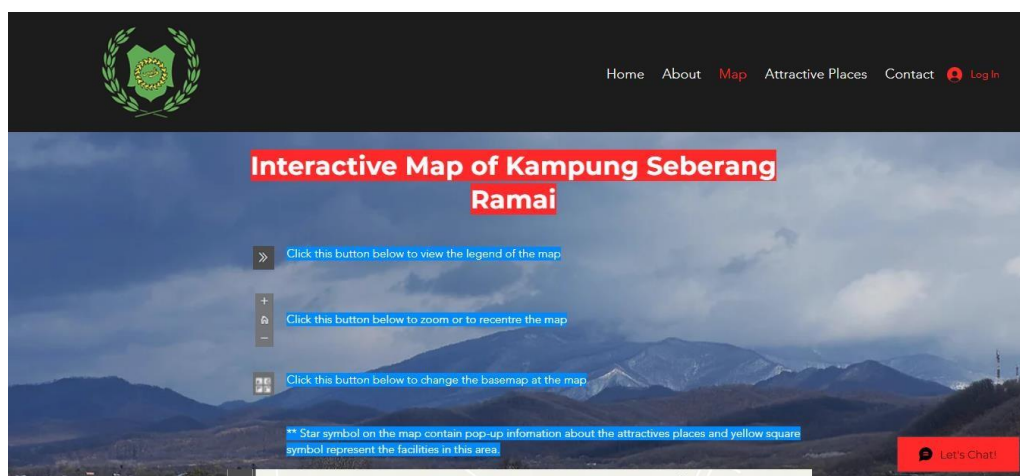 Home About Map Attractive Places Contact Log In
Interactive Map of Kampung Seberang
Ramai
Click this button below to view the legend of the map
Click this button below to zoom or to recentre the map
Click this button below to change the basemap at the map
** Star symbol on the map contain pop-up infomation about the attractives places and yellow square
symbol represent the facilities in this area.
Let's Chat!